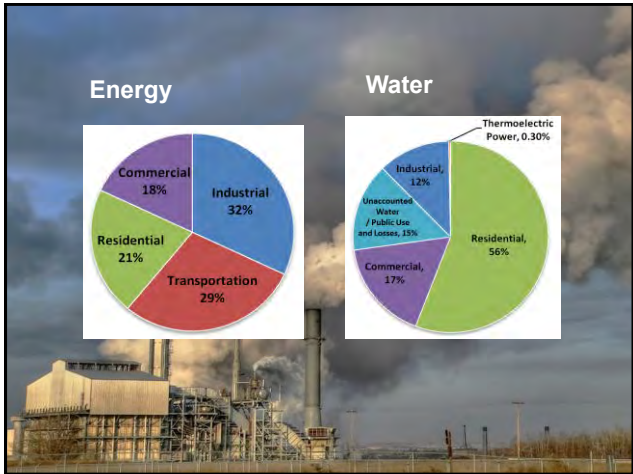 Energy
Water
Commercial
18%
Industrial
32%
Residential
21%
Transportation
29%
Thermoelectric
Power, 0.30%
Industrial,
12%
Unaccounted
Water
/ Public Use
and Losses, 15%
Residential,
56%
Commercial,
17%